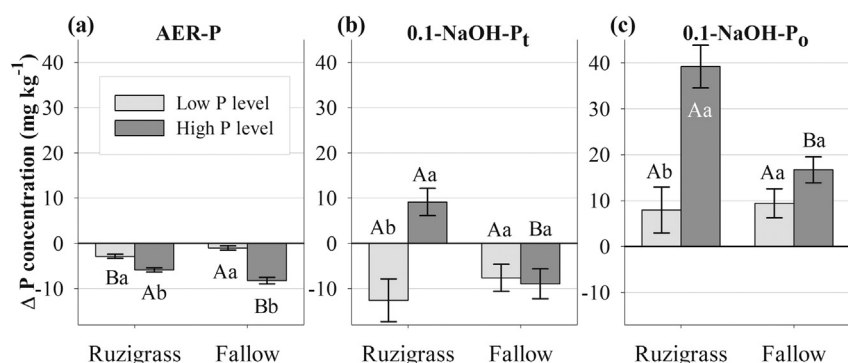 (a) AER-P
(b) 0.1-NaOH-Pt
(c) 0.1-NaOH-Po
Δ P concentration (mg kg-1)
40
30
20
10
0
-10
Low P level
High P level
Ba
Ab
Aa
Bb
Ruzigrass
Fallow
40
30
20
10
0
-10
Ab
Aa
Aa
Ba
Ruzigrass
Fallow
40
30
20
10
0
-10
Ab
Aa
Aa
Ba
Ruzigrass
Fallow